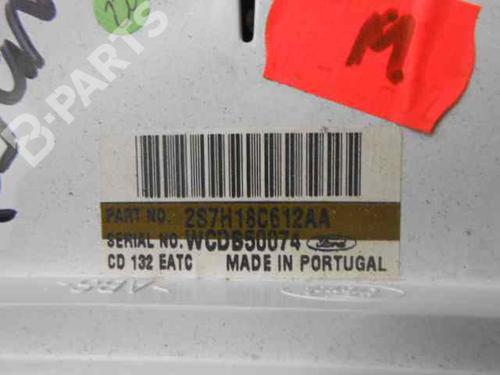 B-PARTS
M
PART NO. 2S7H18C612AA
SERIAL NO. WCDB50074 Ford
CD 132 EATC MADE IN PORTUGAL